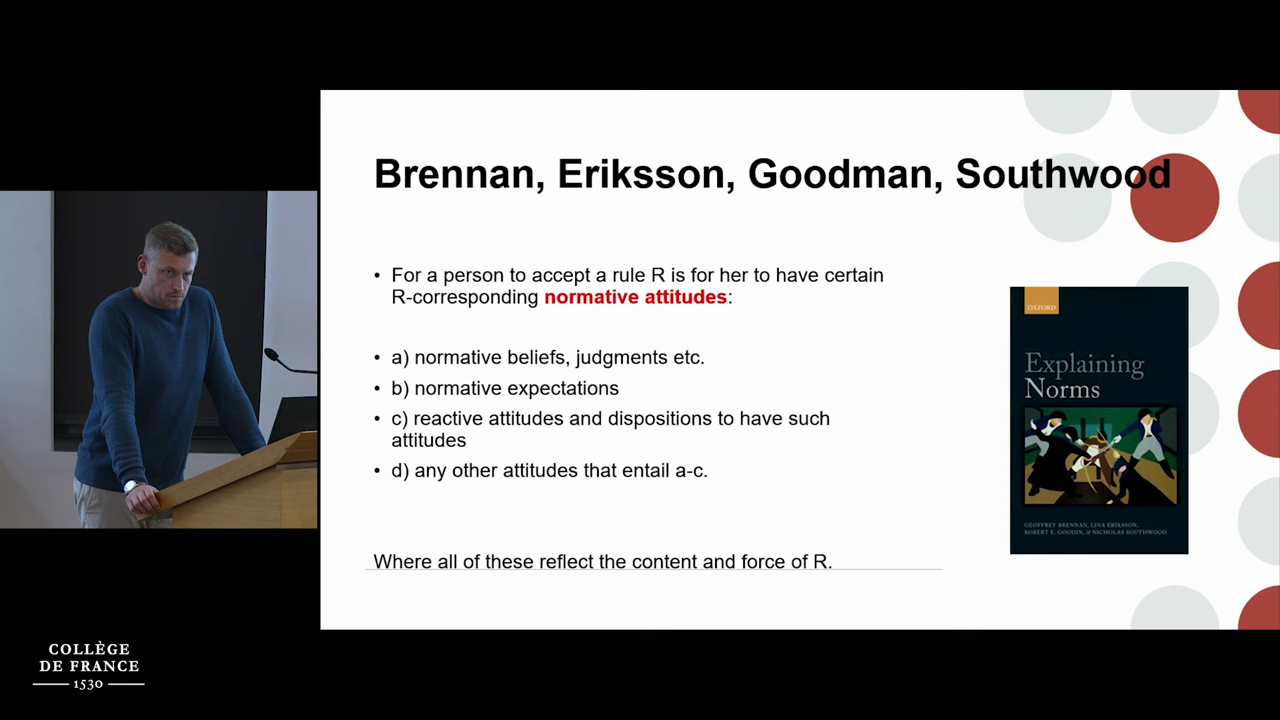 Brennan, Eriksson, Goodman, Southwood
• For a person to accept a rule R is for her to have certain
R-corresponding normative attitudes:
• a) normative beliefs, judgments etc.
• b) normative expectations
• c) reactive attitudes and dispositions to have such
attitudes
• d) any other attitudes that entail a-c.
Where all of these reflect the content and force of R.
OXFORD
Explaining
Norms
GEOFFREY BRENNAN, LINA ERIKSSON,
ROBERT E. GOODIN, & NICHOLAS SOUTHWOOD
COLLÈGE
DE FRANCE
1530